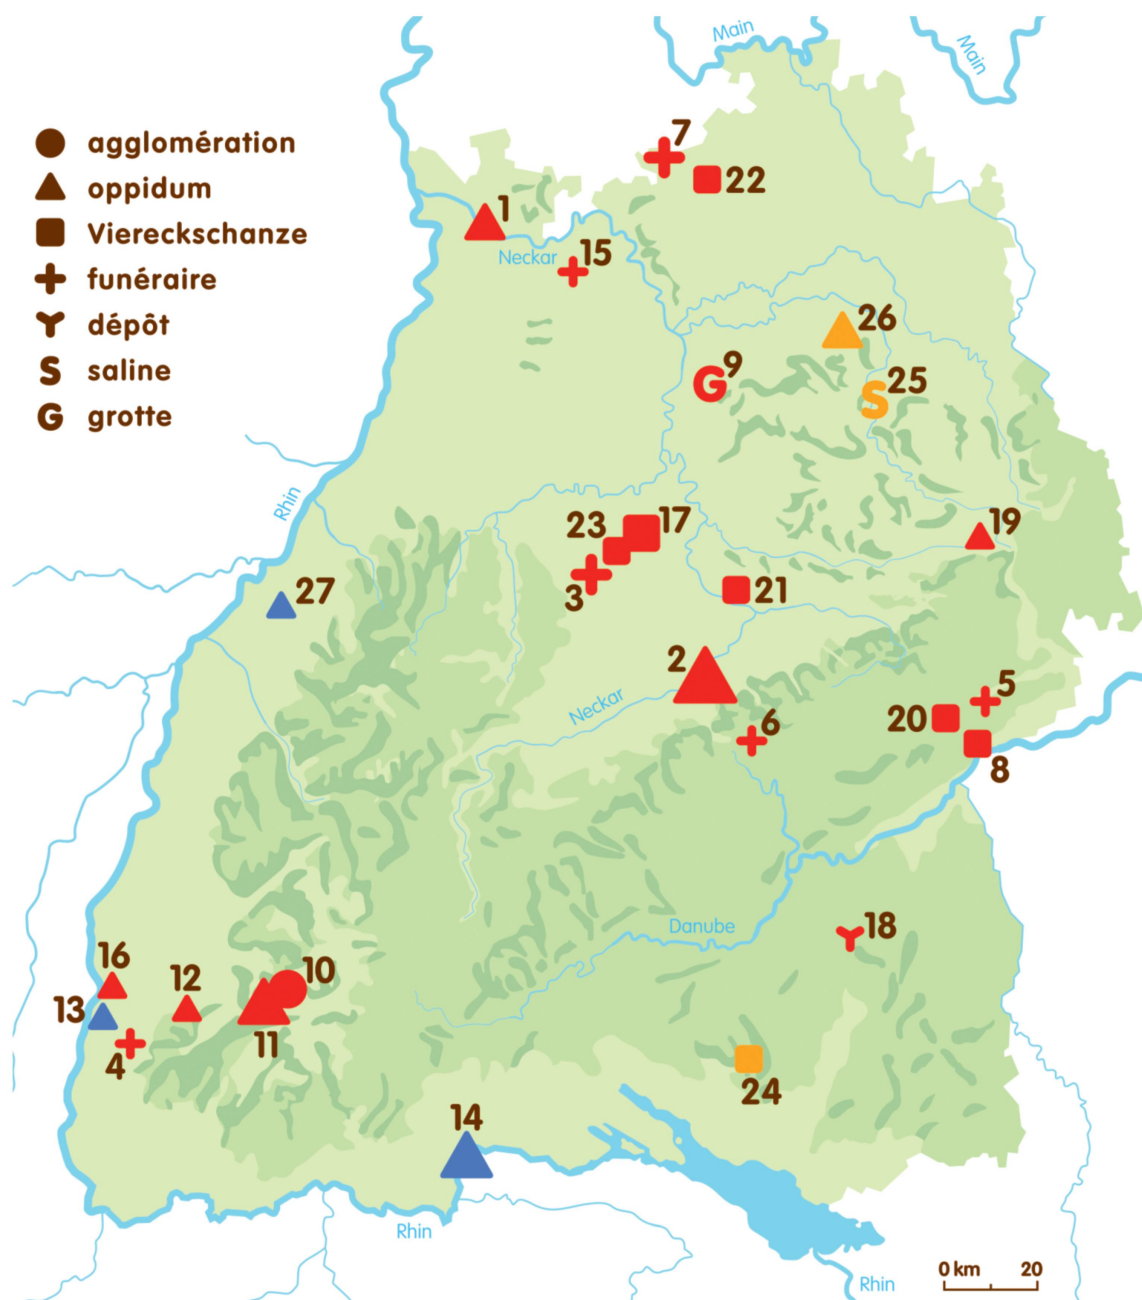 Main
Main
agglomération
oppidum
Viereckschanze
funéraire
dépôt
S saline
G grotte
7
22
1
Neckar
15
26
9
G
25
S
Rhin
23
17
19
3
21
27
2
Neckar
6
5
20
8
Danube
18
16
12
10
13
11
4
24
14
Rhin
0 km 20
Rhin